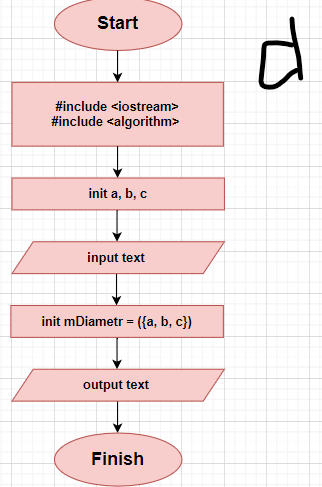 Start
d
#include <iostream>
#include <algorithm>
init a, b, c
input text
init mDiametr = ({a, b, c})
output text
Finish